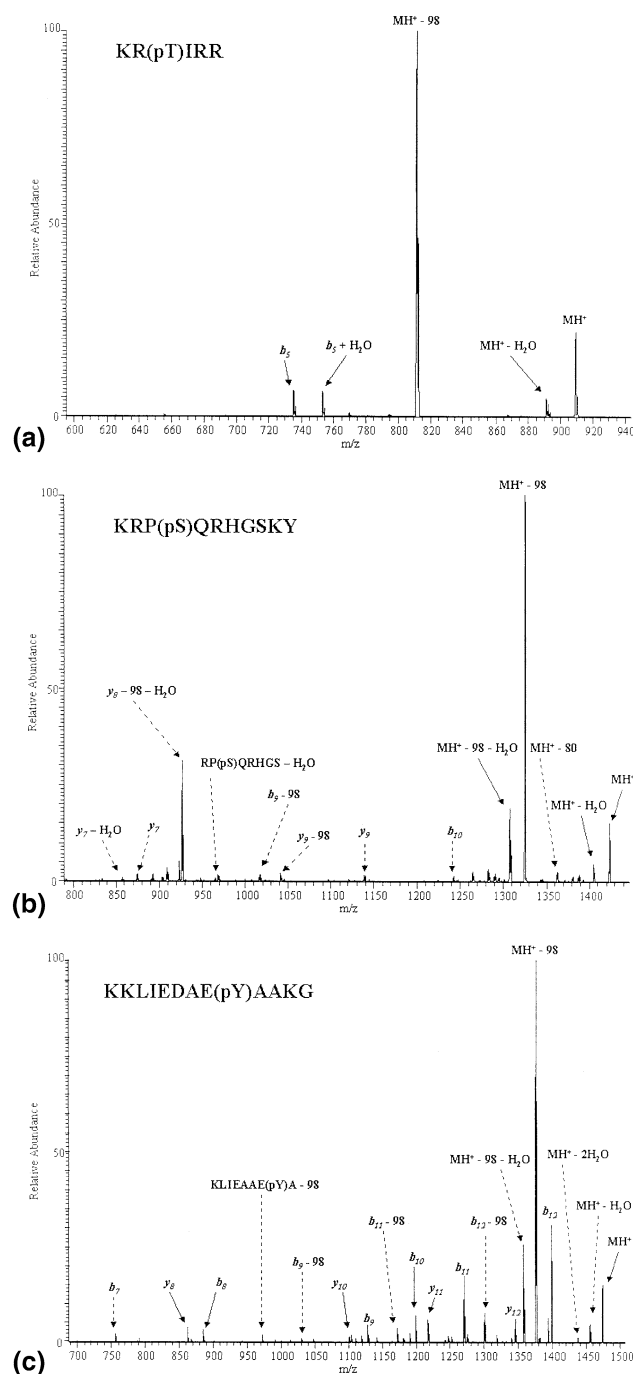 KR(pT)IRR
MH⁺ - 98
100
50
0
Relative Abundance
b₅
b₅ + H₂O
MH⁺ - H₂O
MH⁺
600 620 640 660 680 700 720 740 760 780 800 820 840 860 880 900 920 940
m/z
(a)
MH⁺ - 98
100
KRP(pS)QRHGSKY
50
0
Relative Abundance
y₈ – 98 – H₂O
RP(pS)QRHGS – H₂O
b₉ - 98
y₇ – H₂O
y₇
y₉ - 98
y₉
b₁₀
MH⁺ - 98 - H₂O
MH⁺ - 80
MH⁺ - H₂O
MH⁺
800 850 900 950 1000 1050 1100 1150 1200 1250 1300 1350 1400
m/z
(b)
MH⁺ - 98
100
KKLIEDAE(pY)AAKG
50
0
Relative Abundance
KLIEAAE(pY)A - 98
b₇
y₈
b₈
b₉ - 98
y₁₀
b₉
b₁₁ - 98
b₁₀
y₁₁
b₁₁
b₁₂ - 98
y₁₂
MH⁺ - 98 - H₂O
b₁₂
MH⁺ - 2H₂O
MH⁺ - H₂O
MH⁺
700 750 800 850 900 950 1000 1050 1100 1150 1200 1250 1300 1350 1400 1450 1500
m/z
(c)